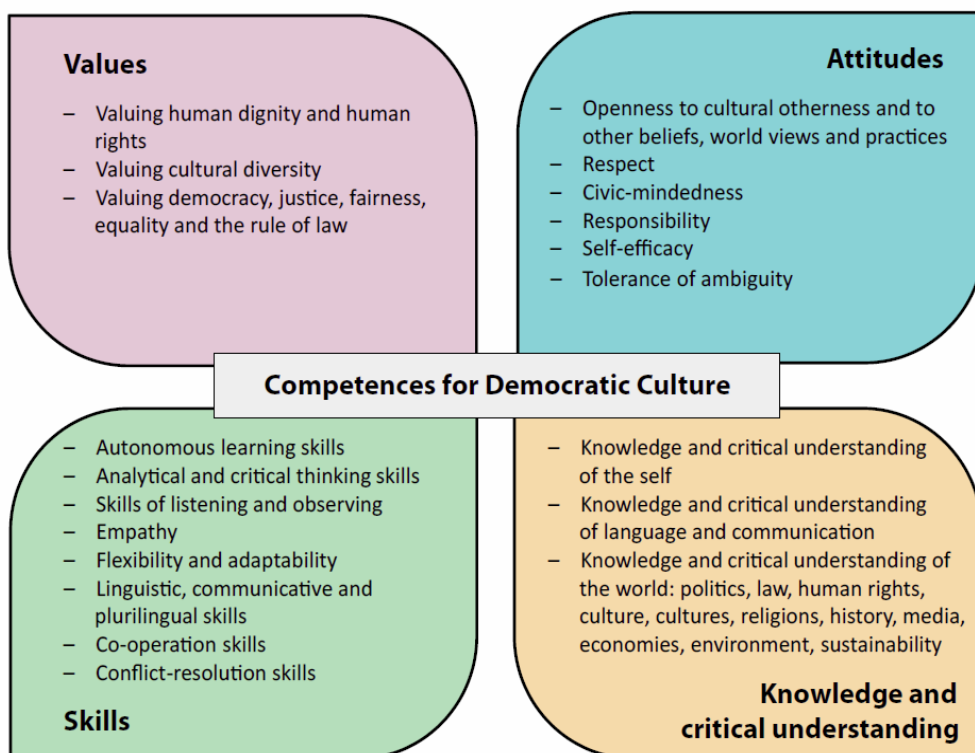 Values
– Valuing human dignity and human
rights
– Valuing cultural diversity
– Valuing democracy, justice, fairness,
equality and the rule of law
Attitudes
– Openness to cultural otherness and to
other beliefs, world views and practices
– Respect
– Civic-mindedness
– Responsibility
– Self-efficacy
– Tolerance of ambiguity
Competences for Democratic Culture
– Autonomous learning skills
– Analytical and critical thinking skills
– Skills of listening and observing
– Empathy
– Flexibility and adaptability
– Linguistic, communicative and
plurilingual skills
– Co-operation skills
– Conflict-resolution skills
Skills
– Knowledge and critical understanding
of the self
– Knowledge and critical understanding
of language and communication
– Knowledge and critical understanding of
the world: politics, law, human rights,
culture, cultures, religions, history, media,
economies, environment, sustainability
Knowledge and
critical understanding